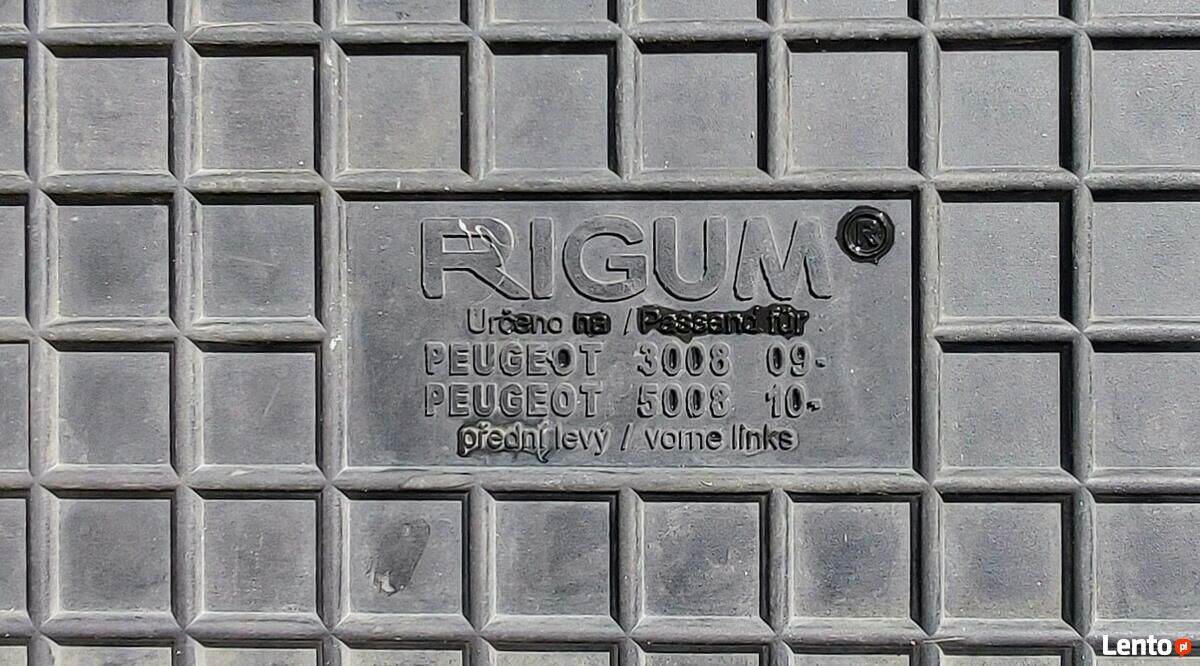 RIGUM ®
Určeno na / Passend für
PEUGEOT 3008 09-
PEUGEOT 5008 10-
přední levý / vorne links
Lento pl